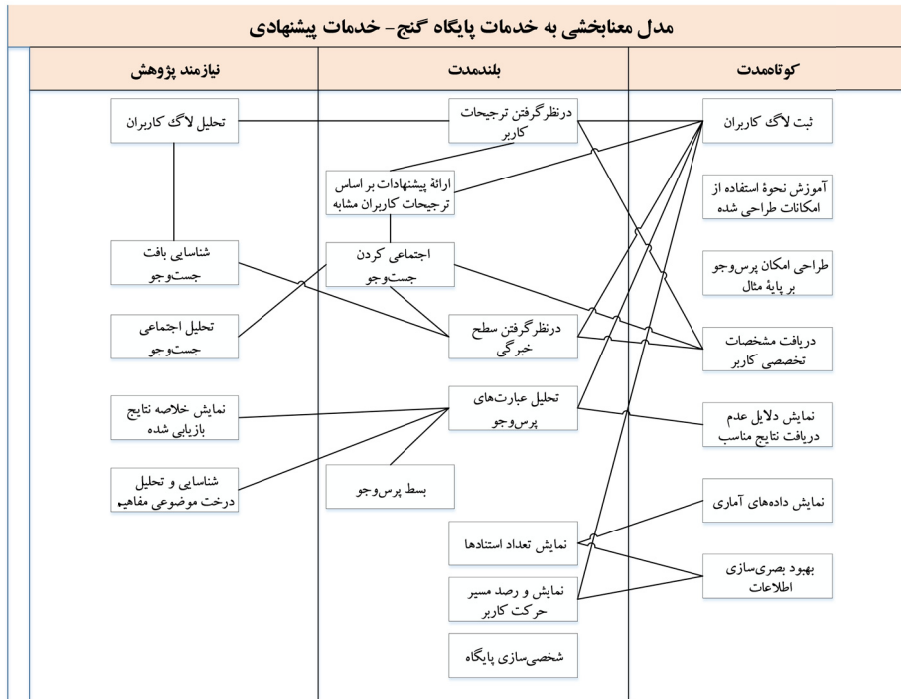 مدل معنابخشی به خدمات پایگاه گنج- خدمات پیشنهادی
کوتاه‌مدت
بلندمدت
نیازمند پژوهش
ثبت لاگ کاربران
آموزش نحوۀ استفاده از
امکانات طراحی شده
طراحی امکان پرس‌وجو
بر پایۀ مثال
دریافت مشخصات
تخصصی کاربر
نمایش دلایل عدم
دریافت نتایج مناسب
نمایش داده‌های آماری
بهبود بصری‌سازی
اطلاعات
درنظرگرفتن ترجیحات
کاربر
ارائۀ پیشنهادات بر اساس
ترجیحات کاربران مشابه
اجتماعی کردن
جست‌وجو
درنظرگرفتن سطح
خبرگی
تحلیل عبارت‌های
پرس‌وجو
بسط پرس‌وجو
نمایش تعداد استنادها
نمایش و رصد مسیر
حرکت کاربر
شخصی‌سازی پایگاه
تحلیل لاگ کاربران
شناسایی بافت
جست‌وجو
تحلیل اجتماعی
جست‌وجو
نمایش خلاصه نتایج
بازیابی شده
شناسایی و تحلیل
درخت موضوعی مفاهیم